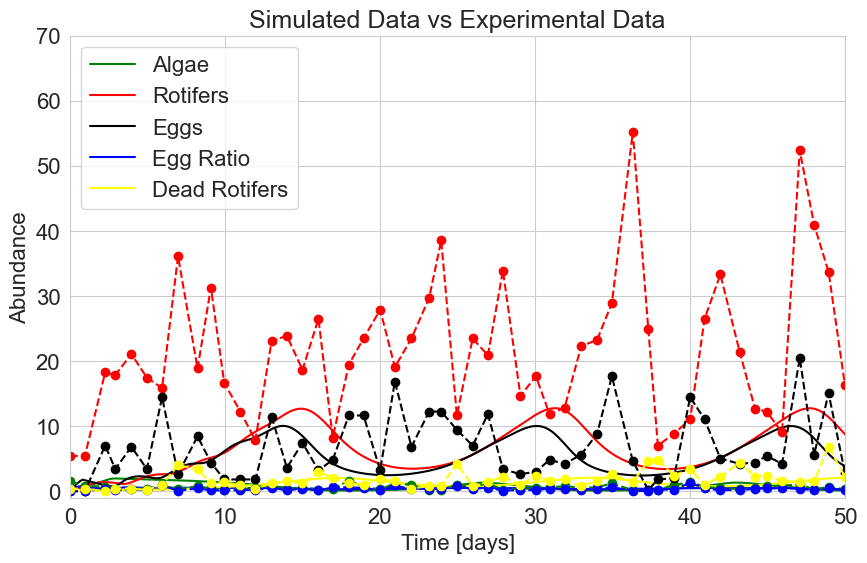 Simulated Data vs Experimental Data
70
60
50
40
30
20
10
0
Abundance
Algae
Rotifers
Eggs
Egg Ratio
Dead Rotifers
0 10 20 30 40 50
Time [days]